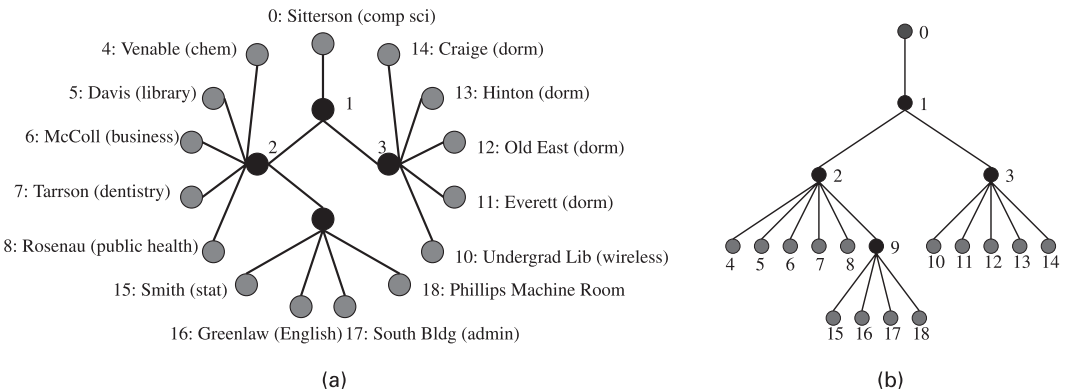 0: Sitterson (comp sci)
4: Venable (chem)
14: Craige (dorm)
5: Davis (library)
13: Hinton (dorm)
1
6: McColl (business)
2
3
12: Old East (dorm)
7: Tarrson (dentistry)
11: Everett (dorm)
8: Rosenau (public health)
10: Undergrad Lib (wireless)
15: Smith (stat)
18: Phillips Machine Room
16: Greenlaw (English) 17: South Bldg (admin)
(a)
0
1
2
3
4 5 6 7 8 9 10 11 12 13 14
15 16 17 18
(b)